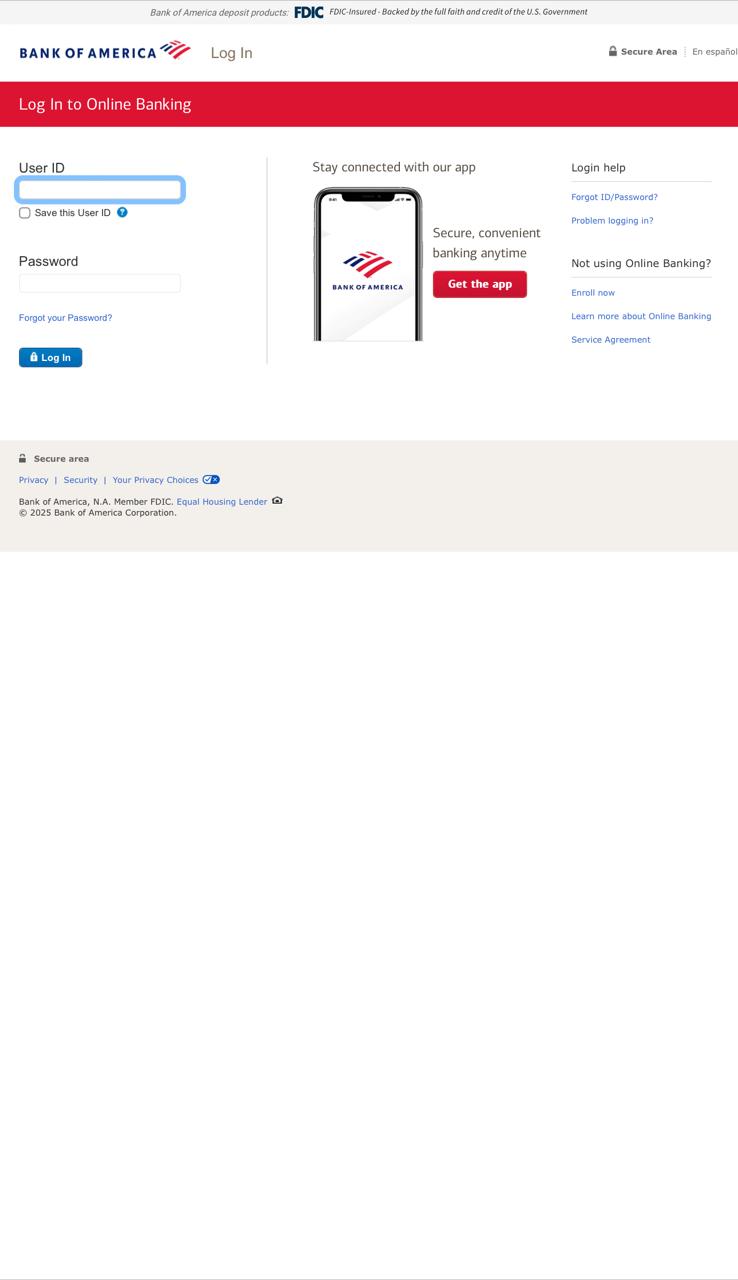 Bank of America deposit products: FDIC FDIC-Insured - Backed by the full faith and credit of the U.S. Government
BANK OF AMERICA Log In
Secure Area En español
Log In to Online Banking
User ID
Save this User ID ?
Password
Forgot your Password?
Log In
Stay connected with our app
9:41
BANK OF AMERICA
Secure, convenient
banking anytime
Get the app
Login help
Forgot ID/Password?
Problem logging in?
Not using Online Banking?
Enroll now
Learn more about Online Banking
Service Agreement
Secure area
Privacy | Security | Your Privacy Choices
Bank of America, N.A. Member FDIC. Equal Housing Lender
© 2025 Bank of America Corporation.